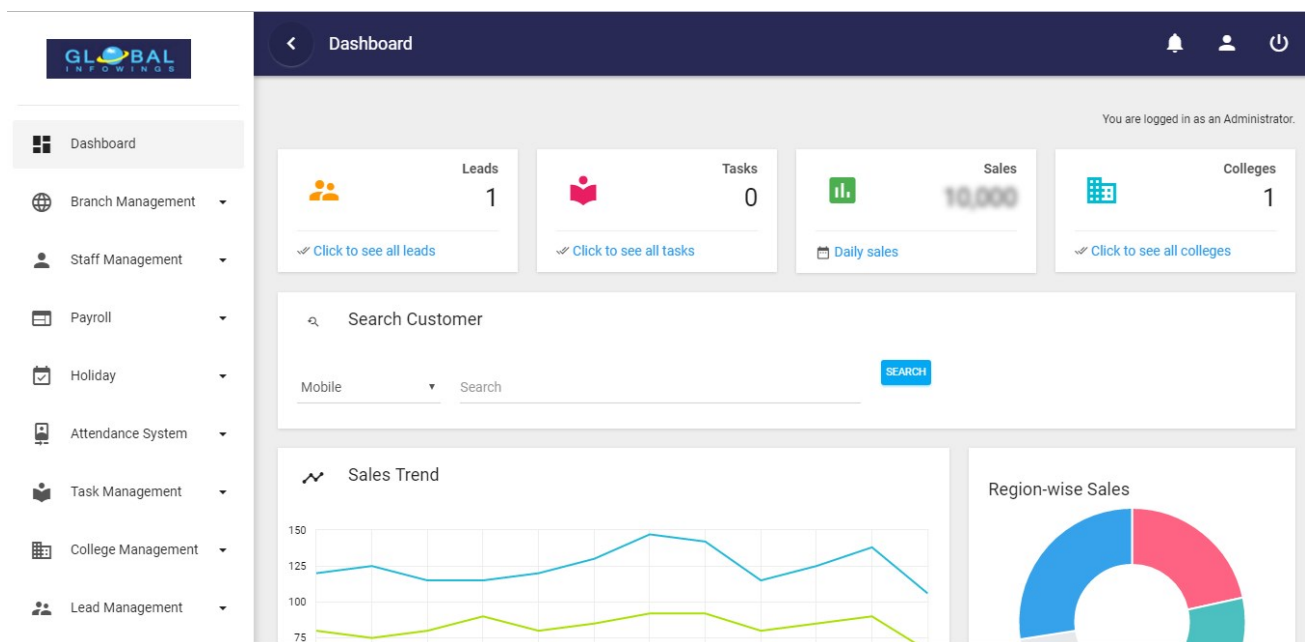 GLOBAL
INFOWINGS
Dashboard
You are logged in as an Administrator.
Dashboard
Branch Management
Staff Management
Payroll
Holiday
Attendance System
Task Management
College Management
Lead Management
Leads
1
Click to see all leads
Tasks
0
Click to see all tasks
Sales
10,000
Daily sales
Colleges
1
Click to see all colleges
Search Customer
Mobile
Search
SEARCH
Sales Trend
150
125
100
75
Region-wise Sales